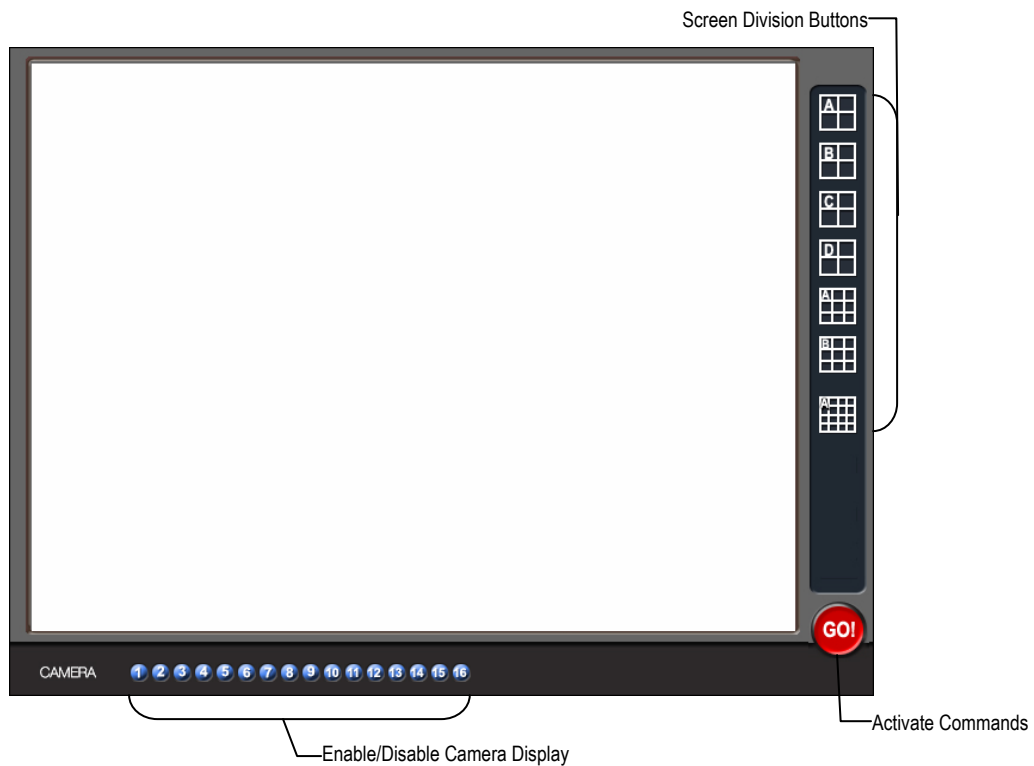 Screen Division Buttons
A
B
C
D
A
B
A
GO!
CAMERA 1 2 3 4 5 6 7 8 9 10 11 12 13 14 15 16
Activate Commands
Enable/Disable Camera Display